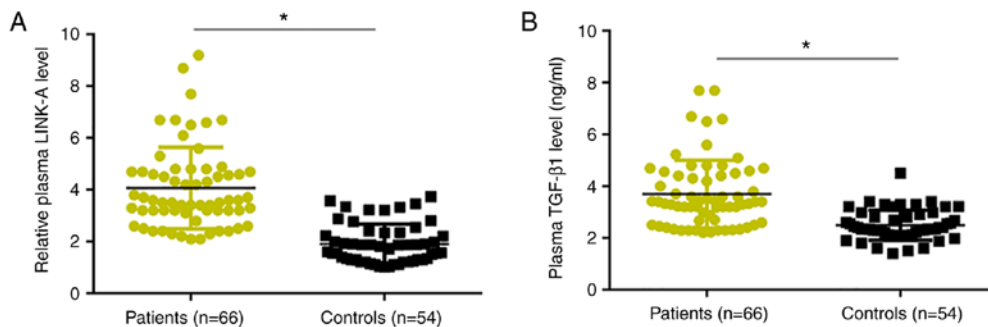 A
*
Relative plasma LINK-A level
10
8
6
4
2
0
Patients (n=66)
Controls (n=54)
B
*
Plasma TGF-β1 level (ng/ml)
10
8
6
4
2
0
Patients (n=66)
Controls (n=54)